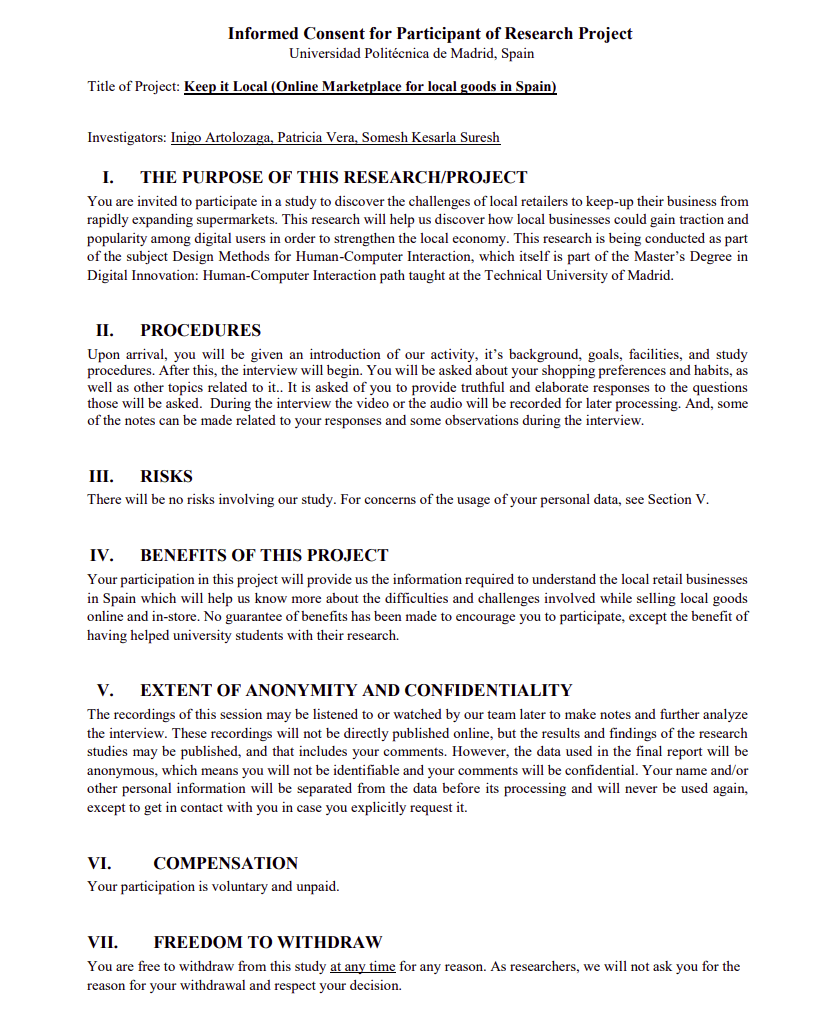 Informed Consent for Participant of Research Project
Universidad Politécnica de Madrid, Spain
Title of Project: Keep it Local (Online Marketplace for local goods in Spain)
Investigators: Inigo Artolozaga, Patricia Vera, Somesh Kesarla Suresh
I. THE PURPOSE OF THIS RESEARCH/PROJECT
You are invited to participate in a study to discover the challenges of local retailers to keep-up their business from
rapidly expanding supermarkets. This research will help us discover how local businesses could gain traction and
popularity among digital users in order to strengthen the local economy. This research is being conducted as part
of the subject Design Methods for Human-Computer Interaction, which itself is part of the Master's Degree in
Digital Innovation: Human-Computer Interaction path taught at the Technical University of Madrid.
II. PROCEDURES
Upon arrival, you will be given an introduction of our activity, it's background, goals, facilities, and study
procedures. After this, the interview will begin. You will be asked about your shopping preferences and habits, as
well as other topics related to it.. It is asked of you to provide truthful and elaborate responses to the questions
those will be asked. During the interview the video or the audio will be recorded for later processing. And, some
of the notes can be made related to your responses and some observations during the interview.
III. RISKS
There will be no risks involving our study. For concerns of the usage of your personal data, see Section V.
IV. BENEFITS OF THIS PROJECT
Your participation in this project will provide us the information required to understand the local retail businesses
in Spain which will help us know more about the difficulties and challenges involved while selling local goods
online and in-store. No guarantee of benefits has been made to encourage you to participate, except the benefit of
having helped university students with their research.
V. EXTENT OF ANONYMITY AND CONFIDENTIALITY
The recordings of this session may be listened to or watched by our team later to make notes and further analyze
the interview. These recordings will not be directly published online, but the results and findings of the research
studies may be published, and that includes your comments. However, the data used in the final report will be
anonymous, which means you will not be identifiable and your comments will be confidential. Your name and/or
other personal information will be separated from the data before its processing and will never be used again,
except to get in contact with you in case you explicitly request it.
VI. COMPENSATION
Your participation is voluntary and unpaid.
VII. FREEDOM TO WITHDRAW
You are free to withdraw from this study at any time for any reason. As researchers, we will not ask you for the
reason for your withdrawal and respect your decision.